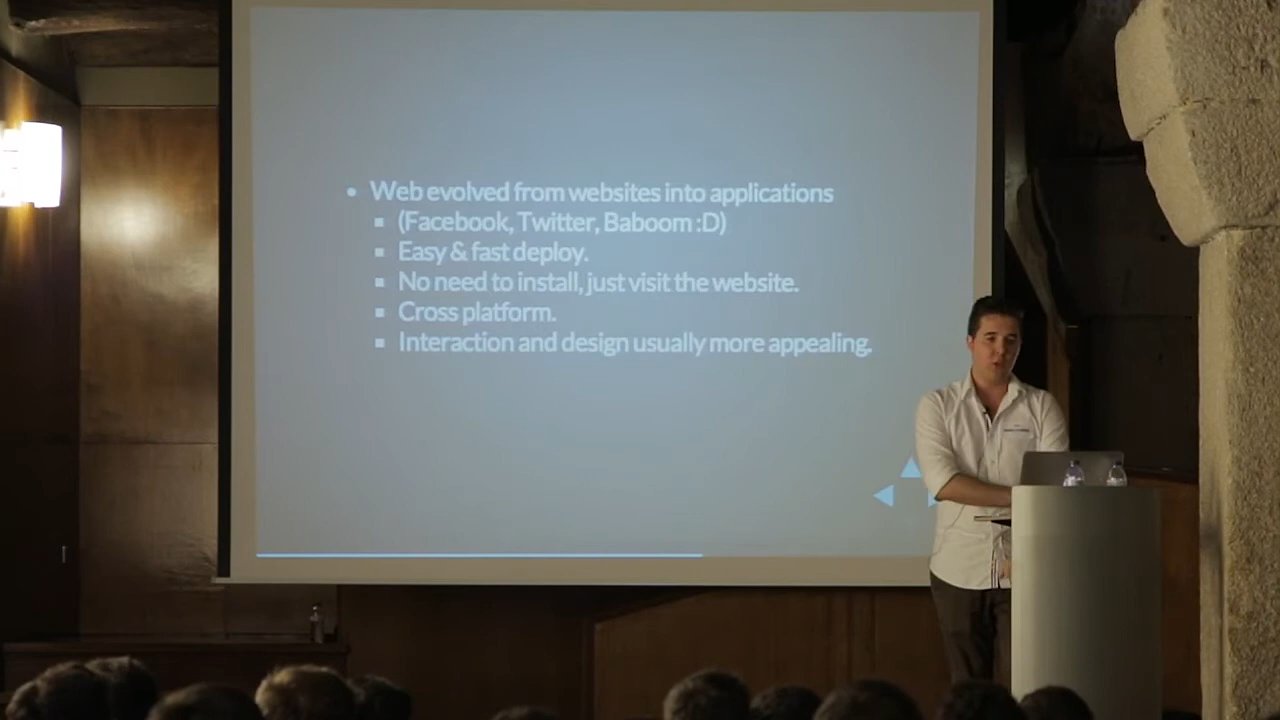 • Web evolved from websites into applications
▪ (Facebook, Twitter, Baboom :D)
▪ Easy & fast deploy.
▪ No need to install, just visit the website.
▪ Cross platform.
▪ Interaction and design usually more appealing.